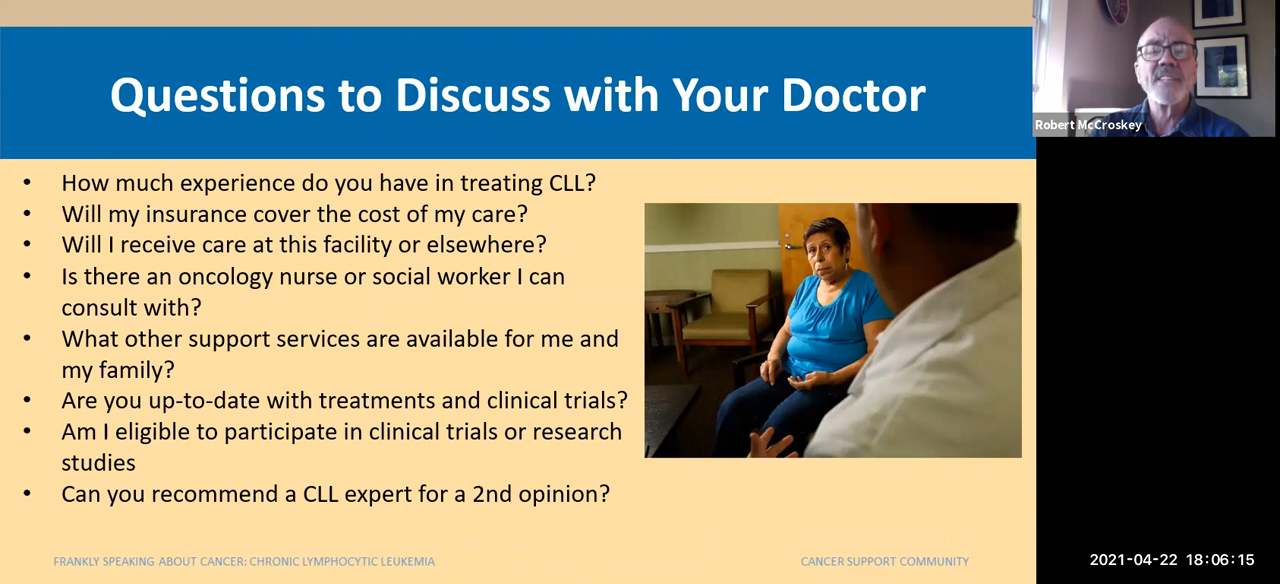 Questions to Discuss with Your Doctor
• How much experience do you have in treating CLL?
• Will my insurance cover the cost of my care?
• Will I receive care at this facility or elsewhere?
• Is there an oncology nurse or social worker I can
consult with?
• What other support services are available for me and
my family?
• Are you up-to-date with treatments and clinical trials?
• Am I eligible to participate in clinical trials or research
studies
• Can you recommend a CLL expert for a 2nd opinion?
FRANKLY SPEAKING ABOUT CANCER: CHRONIC LYMPHOCYTIC LEUKEMIA
CANCER SUPPORT COMMUNITY
Robert McCroskey
2021-04-22 18:06:15